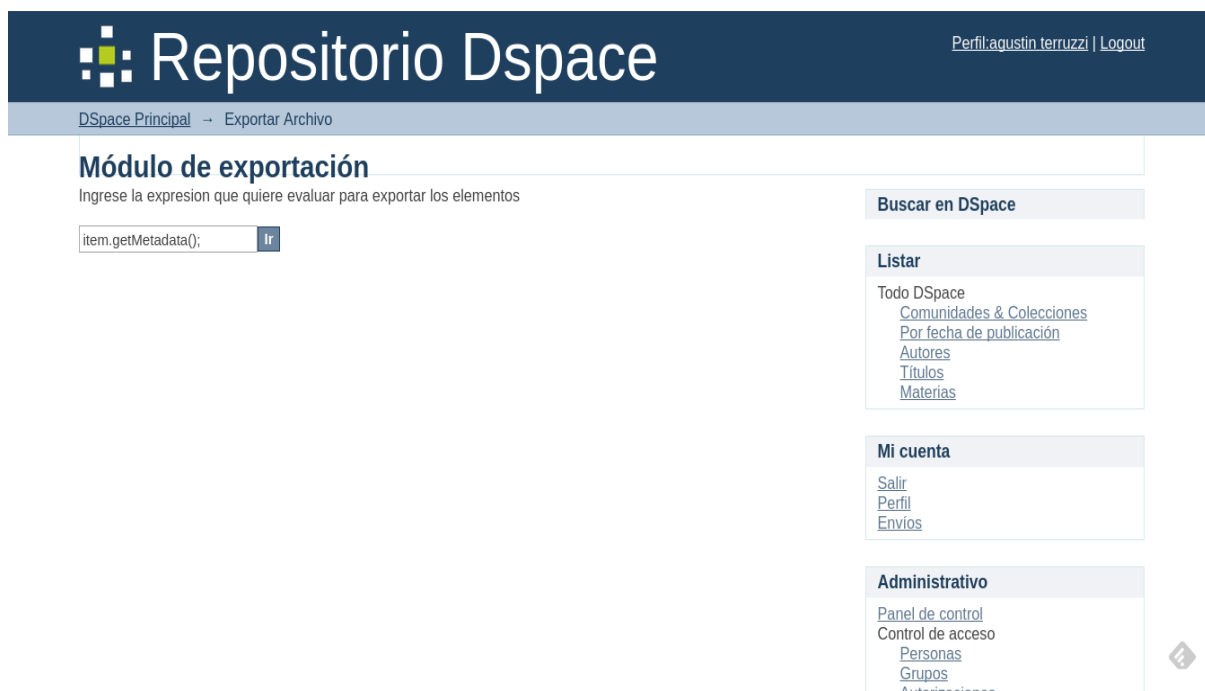 Repositorio Dspace
Perfil:agustin terruzzi | Logout
DSpace Principal → Exportar Archivo
Módulo de exportación
Ingrese la expresion que quiere evaluar para exportar los elementos
item.getMetadata(); Ir
Buscar en DSpace
Listar
Todo DSpace
Comunidades & Colecciones
Por fecha de publicación
Autores
Títulos
Materias
Mi cuenta
Salir
Perfil
Envíos
Administrativo
Panel de control
Control de acceso
Personas
Grupos